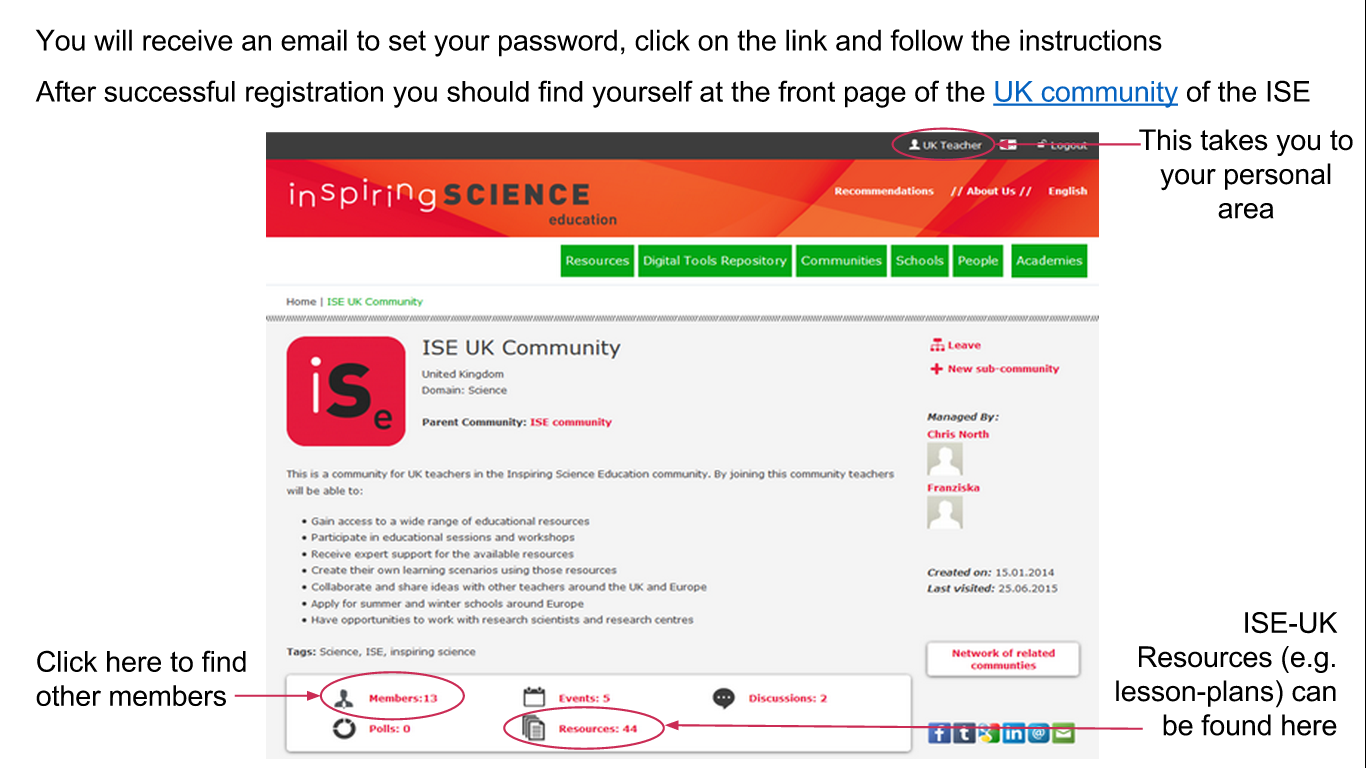 You will receive an email to set your password, click on the link and follow the instructions
After successful registration you should find yourself at the front page of the UK community of the ISE
UK Teacher
Logout
This takes you to
your personal
area
inspiring SCIENCE
education
Recommendations // About Us // English
Resources Digital Tools Repository Communities Schools People Academies
Home | ISE UK Community
ise
ISE UK Community
United Kingdom
Domain: Science
Parent Community: ISE community
Leave
New sub-community
Managed By:
Chris North
Franziska
This is a community for UK teachers in the Inspiring Science Education community. By joining this community teachers
will be able to:
• Gain access to a wide range of educational resources
• Participate in educational sessions and workshops
• Receive expert support for the available resources
• Create their own learning scenarios using those resources
• Collaborate and share ideas with other teachers around the UK and Europe
• Apply for summer and winter schools around Europe
• Have opportunities to work with research scientists and research centres
Created on: 15.01.2014
Last visited: 25.06.2015
Tags: Science, ISE, inspiring science
Network of related
communties
Click here to find
other members
Members:13
Events: 5
Discussions: 2
Polls: 0
Resources: 44
ISE-UK
Resources (e.g.
lesson-plans) can
be found here